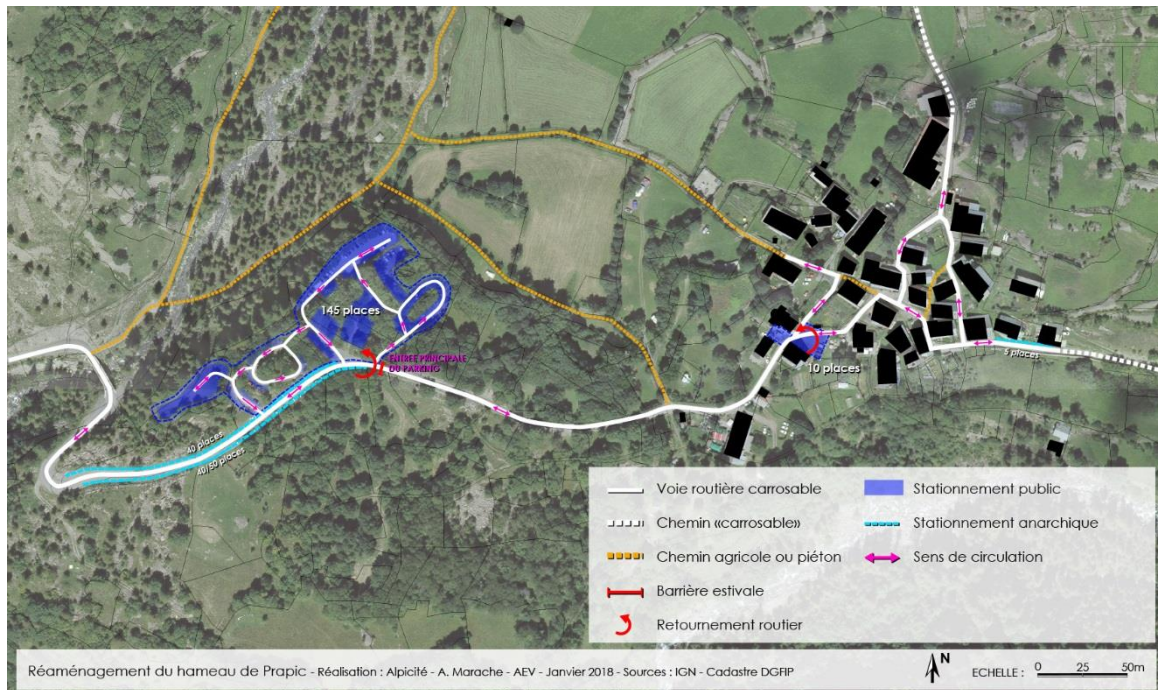 145 places
ENTRÉE PRINCIPALE
DU PARKING
10 places
5 places
40 places
40/50 places
Voie routière carrosable
Stationnement public
Chemin «carrosable»
Stationnement anarchique
Chemin agricole ou piéton
Sens de circulation
Barrière estivale
Retournement routier
Réaménagement du hameau de Prapic - Réalisation : Alpicité - A. Marache - AEV - Janvier 2018 - Sources : IGN - Cadastre DGFIP
N
ECHELLE : 0 25 50m